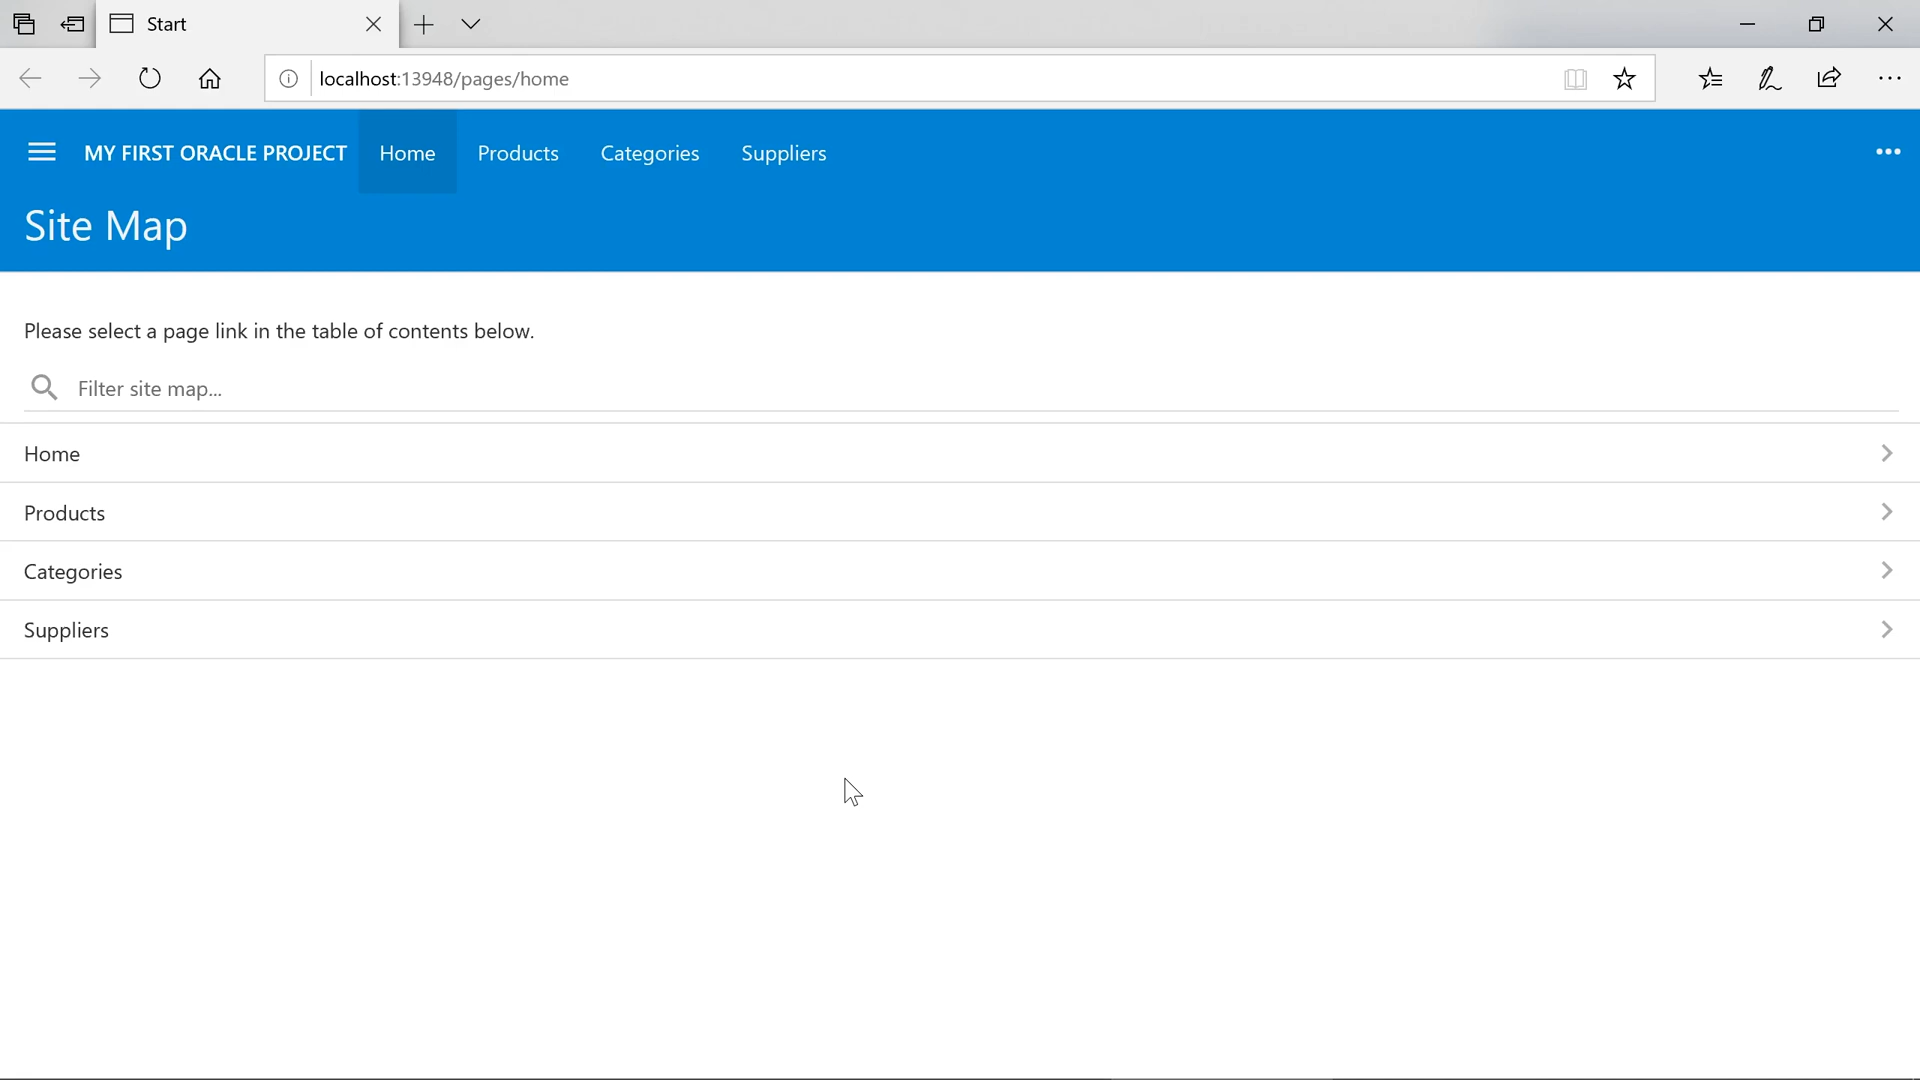 Start
localhost:13948/pages/home
MY FIRST ORACLE PROJECT Home Products Categories Suppliers
Site Map
Please select a page link in the table of contents below.
Filter site map...
Home
Products
Categories
Suppliers